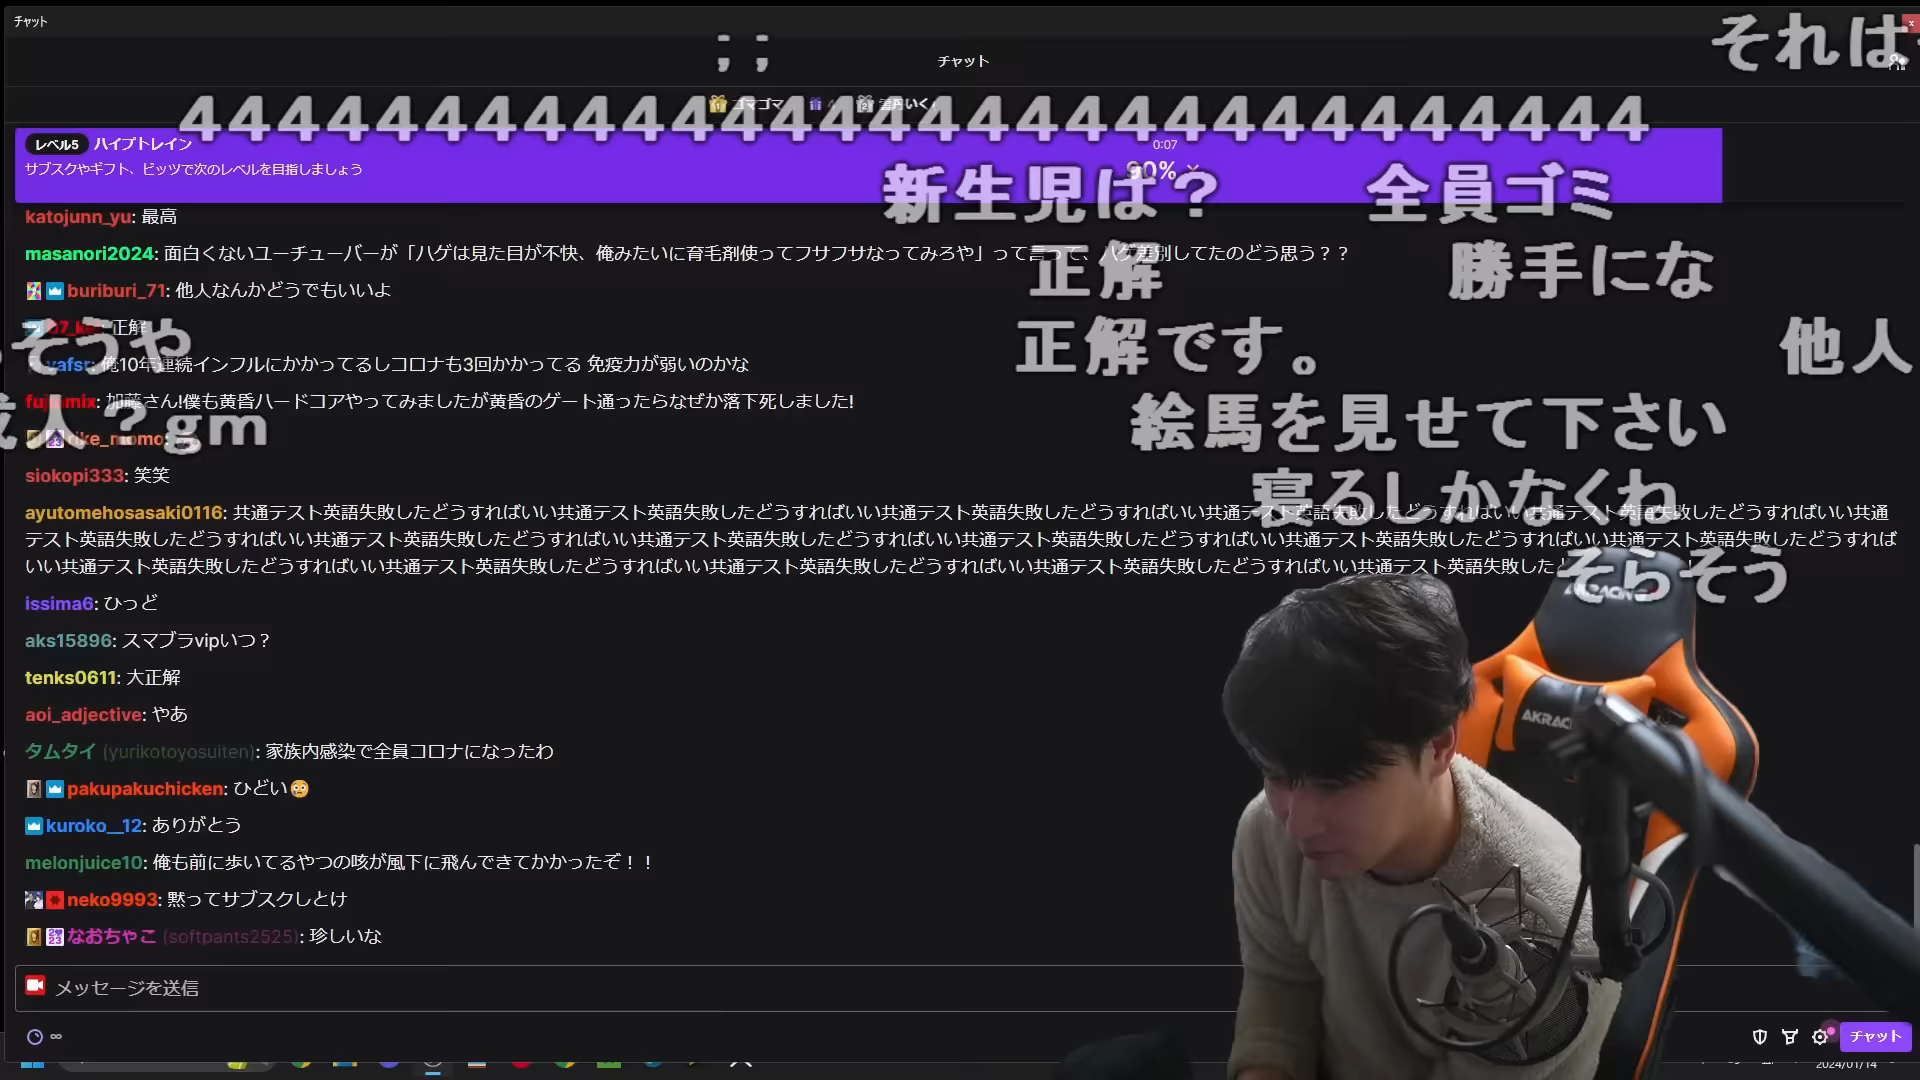 チャット
それは
; ;
チャット
ゴマゴマ
444444444444444444444444444444
レベル5 ハイプトレイン
0:07
サブスクやギフト、ビッツで次のレベルを目指しましょう
90%
新生児は？
全員ゴミ
katojunn_yu: 最高
masanori2024: 面白くないユーチューバーが「ハゲは見た目が不快、俺みたいに育毛剤使ってフサフサなってみろや」って言って、ハゲ差別してたのどう思う？？
正解
勝手にな
buriburi_71: 他人なんかどうでもいいよ
正解
そうや
正解です。
他人
俺10年連続インフルにかかってるしコロナも3回かかってる 免疫力が弱いのかな
加藤さん!僕も黄昏ハードコアやってみましたが黄昏のゲート通ったらなぜか落下死しました!
人？gm
絵馬を見せて下さい
rike_momo:
siokopi333: 笑笑
寝るしかなくね
ayutomehosasaki0116: 共通テスト英語失敗したどうすればいい共通テスト英語失敗したどうすればいい共通テスト英語失敗したどうすればいい共通テスト英語失敗したどうすればいい共通テスト英語失敗したどうすればいい共通
テスト英語失敗したどうすればいい共通テスト英語失敗したどうすればいい共通テスト英語失敗したどうすればいい共通テスト英語失敗したどうすればいい共通テスト英語失敗したどうすればいい共通テスト英語失敗したどうすれば
いい共通テスト英語失敗したどうすればいい共通テスト英語失敗したどうすればいい共通テスト英語失敗したどうすればいい共通テスト英語失敗したどうすればいい共通テスト英語失敗した
そらそう
issima6: ひっど
aks15896: スマブラvipいつ？
tenks0611: 大正解
aoi_adjective: やあ
AKRACING
タムタイ (yurikotoyosuiten): 家族内感染で全員コロナになったわ
pakupakuchicken: ひどい😳
kuroko__12: ありがとう
melonjuice10: 俺も前に歩いてるやつの咳が風下に飛んできてかかったぞ！！
neko9993: 黙ってサブスクしとけ
なおちゃこ (softpants2525): 珍しいな
メッセージを送信
∞
チャット
2024/01/14